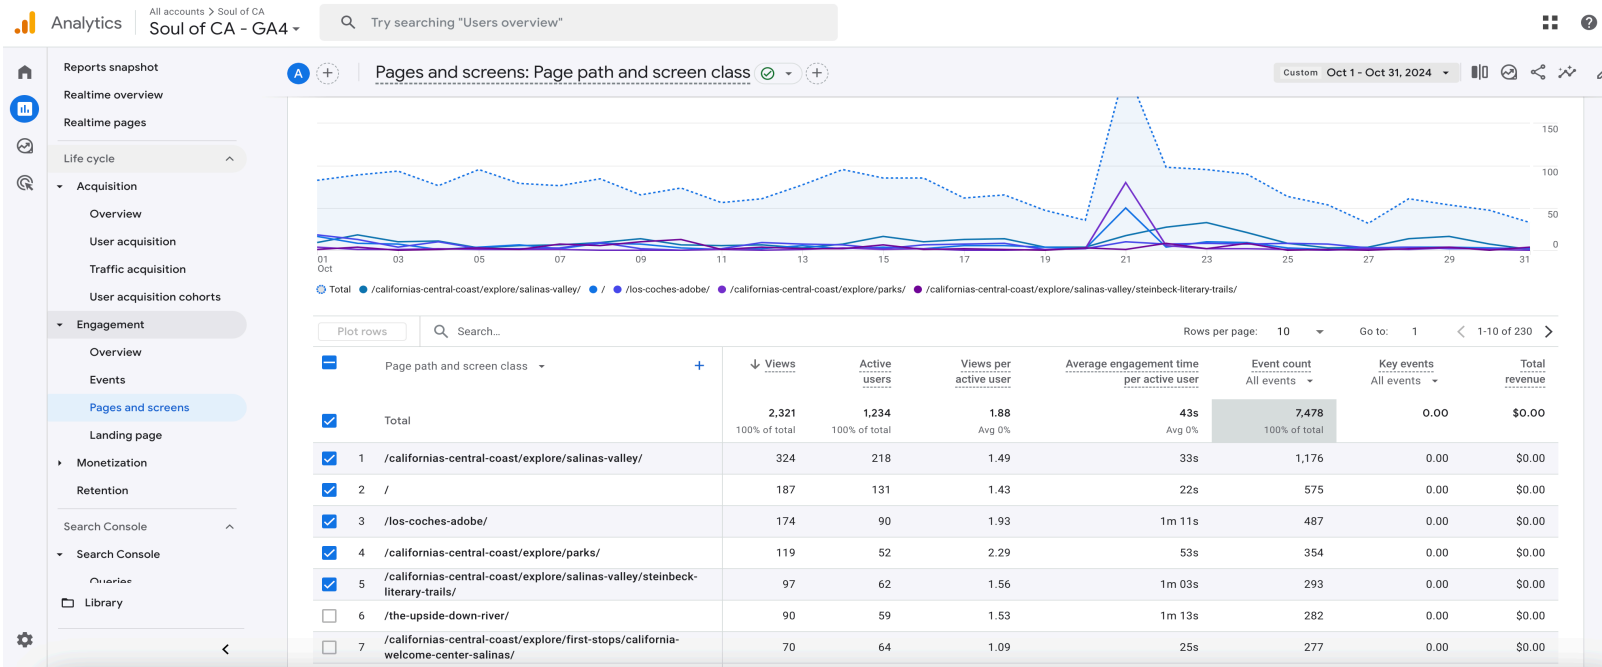 Analytics
All accounts > Soul of CA
Soul of CA - GA4
Try searching "Users overview"
Reports snapshot
Realtime overview
Realtime pages
Life cycle
Acquisition
Overview
User acquisition
Traffic acquisition
User acquisition cohorts
Engagement
Overview
Events
Pages and screens
Landing page
Monetization
Retention
Search Console
Search Console
Queries
Library
A
Pages and screens: Page path and screen class
Custom Oct 1 - Oct 31, 2024
150
100
50
0
01 03 05 07 09 11 13 15 17 19 21 23 25 27 29 31
Oct
Total /californias-central-coast/explore/salinas-valley/ / /los-coches-adobe/ /californias-central-coast/explore/parks/ /californias-central-coast/explore/salinas-valley/steinbeck-literary-trails/
Plot rows Search... Rows per page: 10 Go to: 1 1-10 of 230
Page path and screen class
Views
Active
users
Views per
active user
Average engagement time
per active user
Event count
All events
Key events
All events
Total
revenue
Total 2,321 1,234 1.88 43s 7,478 0.00 $0.00
100% of total 100% of total Avg 0% Avg 0% 100% of total
1 /californias-central-coast/explore/salinas-valley/ 324 218 1.49 33s 1,176 0.00 $0.00
2 / 187 131 1.43 22s 575 0.00 $0.00
3 /los-coches-adobe/ 174 90 1.93 1m 11s 487 0.00 $0.00
4 /californias-central-coast/explore/parks/ 119 52 2.29 53s 354 0.00 $0.00
5 /californias-central-coast/explore/salinas-valley/steinbeck-
literary-trails/ 97 62 1.56 1m 03s 293 0.00 $0.00
6 /the-upside-down-river/ 90 59 1.53 1m 13s 282 0.00 $0.00
7 /californias-central-coast/explore/first-stops/california-
welcome-center-salinas/ 70 64 1.09 25s 277 0.00 $0.00